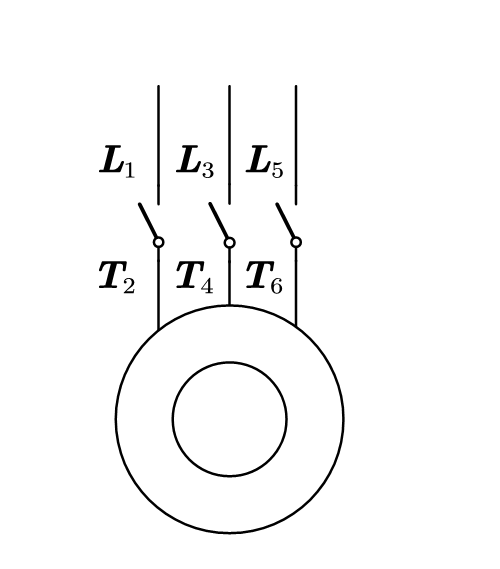 L₁ L₃ L₅
T₂ T₄ T₆